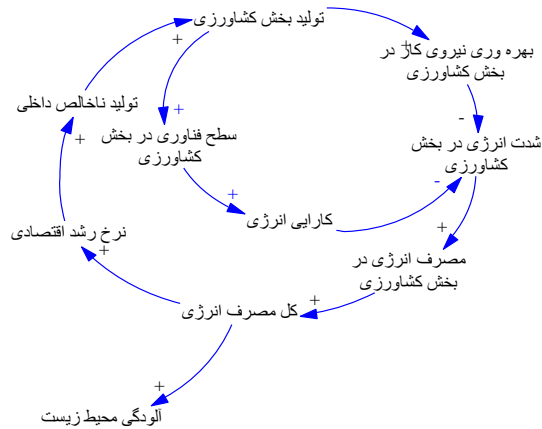 تولید بخش کشاورزی
+
+
بهره وری نیروی کار در
بخش کشاورزی
تولید ناخالص داخلی
+
+
سطح فناوری در بخش
کشاورزی
-
شدت انرژی در بخش
کشاورزی
-
+
کارایی انرژی
نرخ رشد اقتصادی
+
+
مصرف انرژی در
بخش کشاورزی
+
کل مصرف انرژی
+
آلودگی محیط زیست